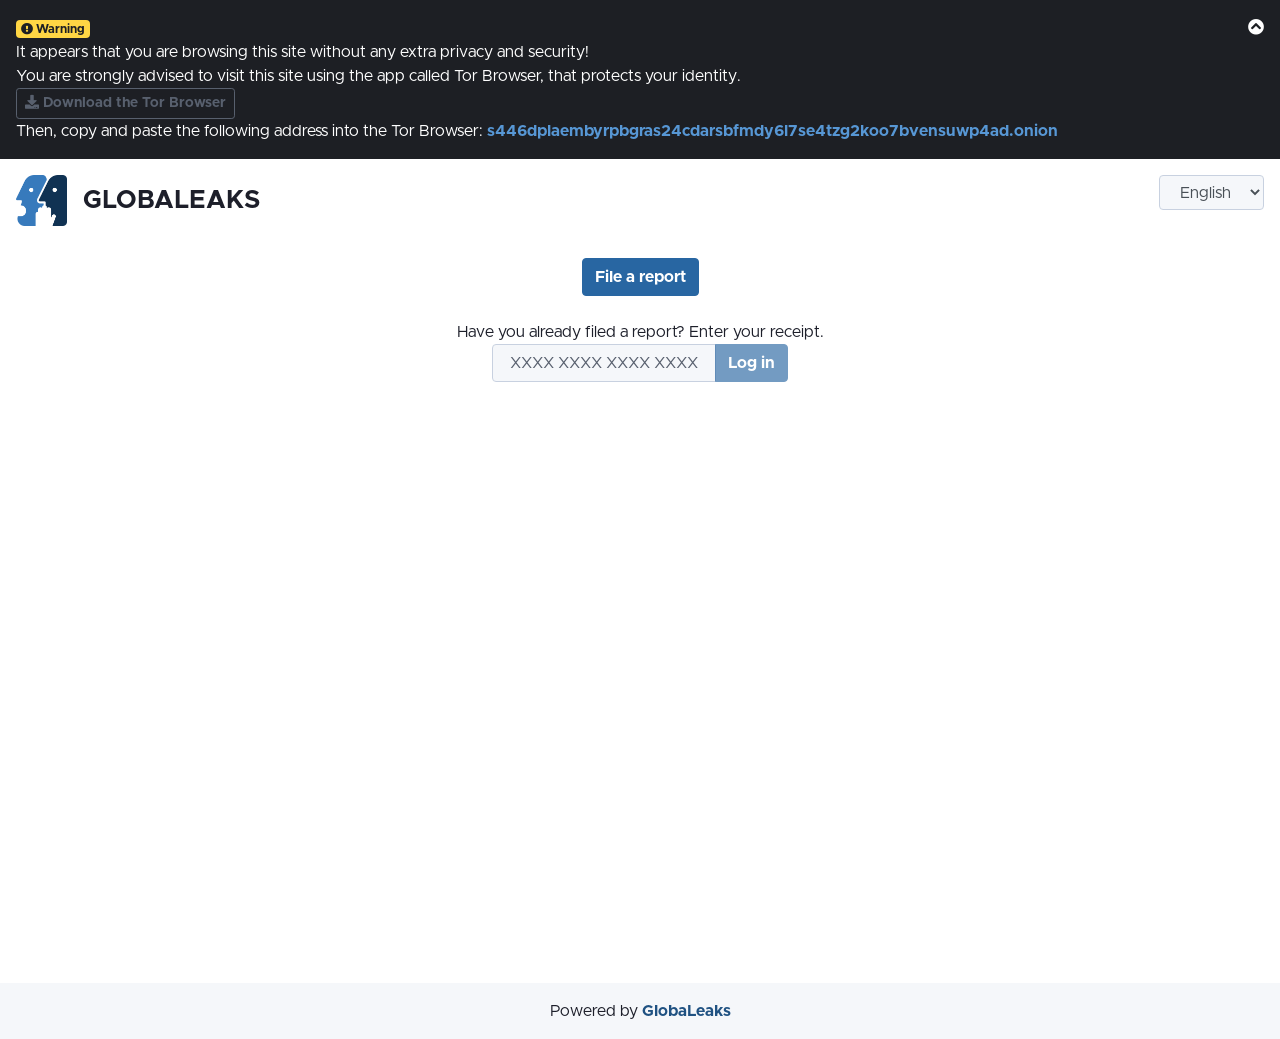 Warning
It appears that you are browsing this site without any extra privacy and security!
You are strongly advised to visit this site using the app called Tor Browser, that protects your identity.
Download the Tor Browser
Then, copy and paste the following address into the Tor Browser: s446dplaembyrpbgras24cdarsbfmdy6l7se4tzg2koo7bvensuwp4ad.onion
GLOBALEAKS
English
File a report
Have you already filed a report? Enter your receipt.
XXXX XXXX XXXX XXXX Log in
Powered by GlobaLeaks